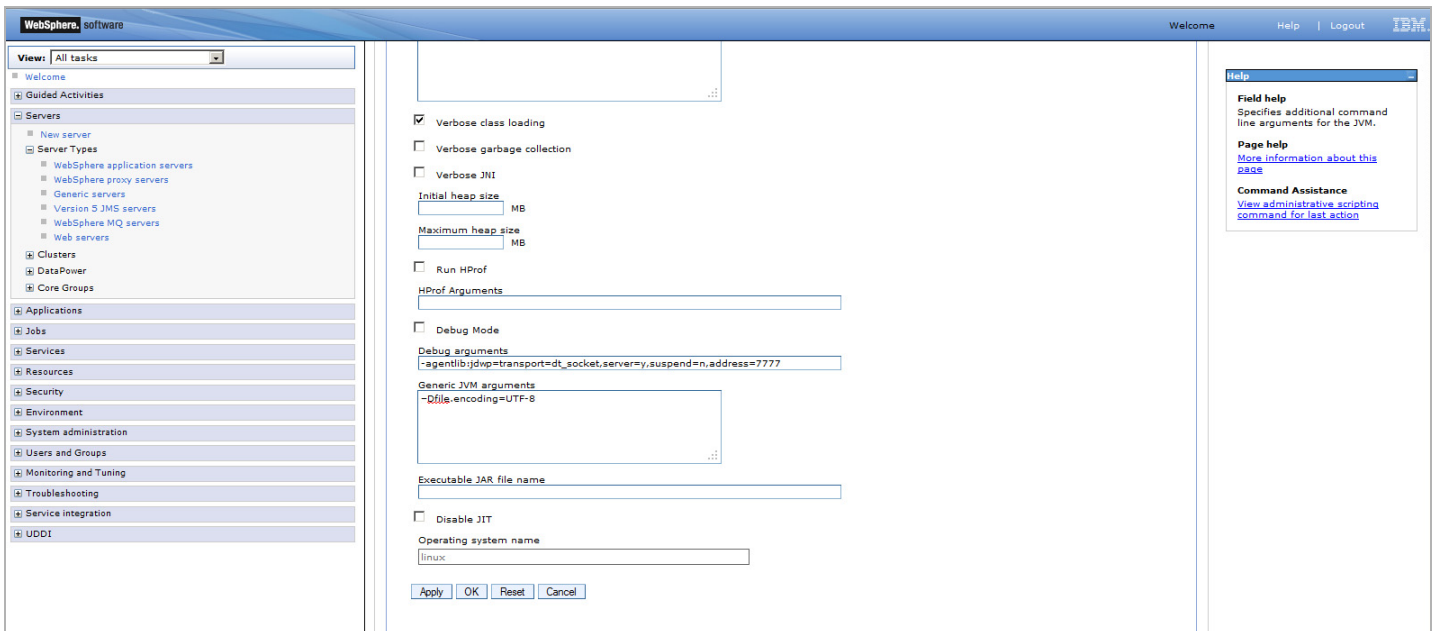 WebSphere. software
Welcome Help | Logout IBM.
View: All tasks
Welcome
Guided Activities
Servers
New server
Server Types
WebSphere application servers
WebSphere proxy servers
Generic servers
Version 5 JMS servers
WebSphere MQ servers
Web servers
Clusters
DataPower
Core Groups
Applications
Jobs
Services
Resources
Security
Environment
System administration
Users and Groups
Monitoring and Tuning
Troubleshooting
Service integration
UDDI
Verbose class loading
Verbose garbage collection
Verbose JNI
Initial heap size
MB
Maximum heap size
MB
Run HProf
HProf Arguments
Debug Mode
Debug arguments
-agentlib:jdwp=transport=dt_socket,server=y,suspend=n,address=7777
Generic JVM arguments
-Dfile.encoding=UTF-8
Executable JAR file name
Disable JIT
Operating system name
linux
Apply OK Reset Cancel
Help
Field help
Specifies additional command
line arguments for the JVM.
Page help
More information about this
page
Command Assistance
View administrative scripting
command for last action